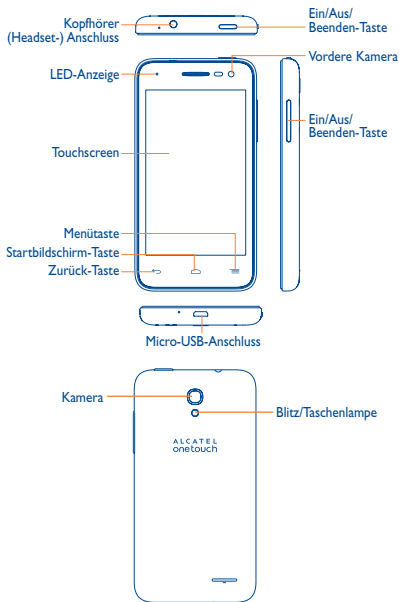 Kopfhörer
(Headset-) Anschluss
Ein/Aus/
Beenden-Taste
Vordere Kamera
LED-Anzeige
Ein/Aus/
Beenden-Taste
Touchscreen
Menütaste
Startbildschirm-Taste
Zurück-Taste
Micro-USB-Anschluss
Kamera
Blitz/Taschenlampe
ALCATEL
onetouch